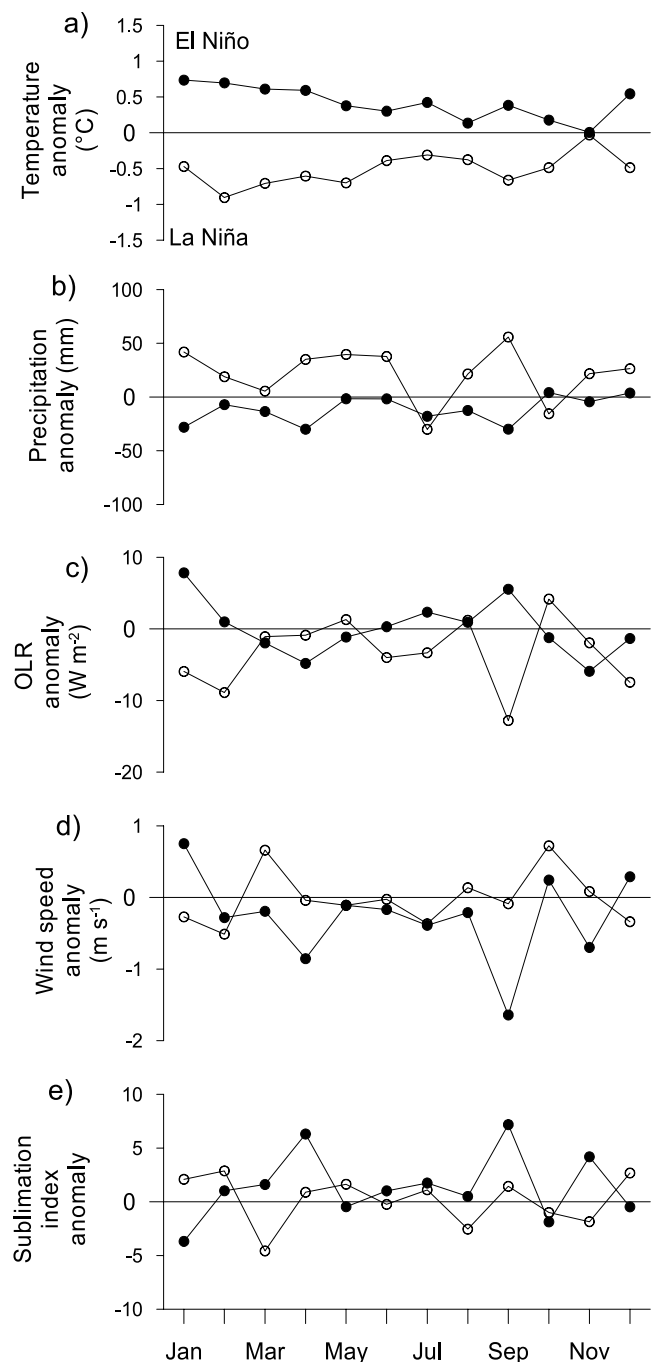 a)
El Niño
1.5
1
0.5
0
-0.5
-1
-1.5
Temperature
anomaly
(°C)
La Niña
b)
100
50
0
-50
-100
Precipitation
anomaly (mm)
c)
10
0
-10
-20
OLR
anomaly
(W m⁻²)
d)
1
0
-1
-2
Wind speed
anomaly
(m s⁻¹)
e)
10
5
0
-5
-10
Sublimation
index
anomaly
Jan Mar May Jul Sep Nov